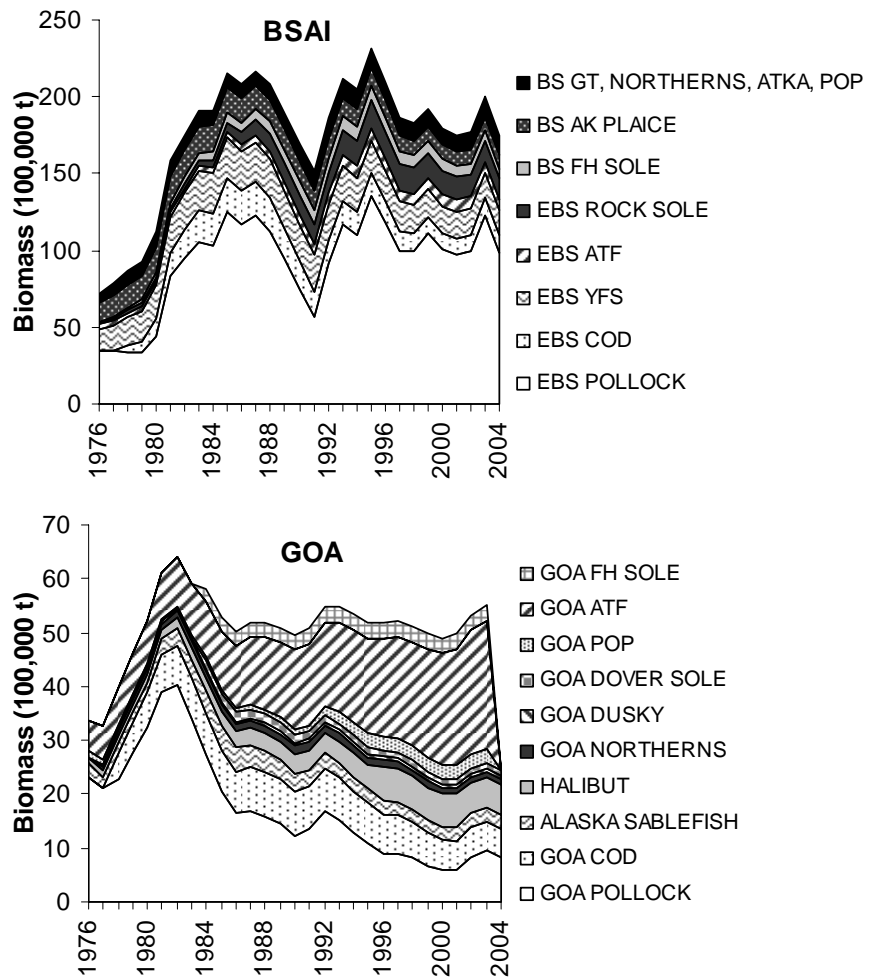 BSAI
Biomass (100,000 t)
250
200
150
100
50
0
1976
1980
1984
1988
1992
1996
2000
2004
BS GT, NORTHERNS, ATKA, POP
BS AK PLAICE
BS FH SOLE
EBS ROCK SOLE
EBS ATF
EBS YFS
EBS COD
EBS POLLOCK
GOA
Biomass (100,000 t)
70
60
50
40
30
20
10
0
1976
1980
1984
1988
1992
1996
2000
2004
GOA FH SOLE
GOA ATF
GOA POP
GOA DOVER SOLE
GOA DUSKY
GOA NORTHERNS
HALIBUT
ALASKA SABLEFISH
GOA COD
GOA POLLOCK